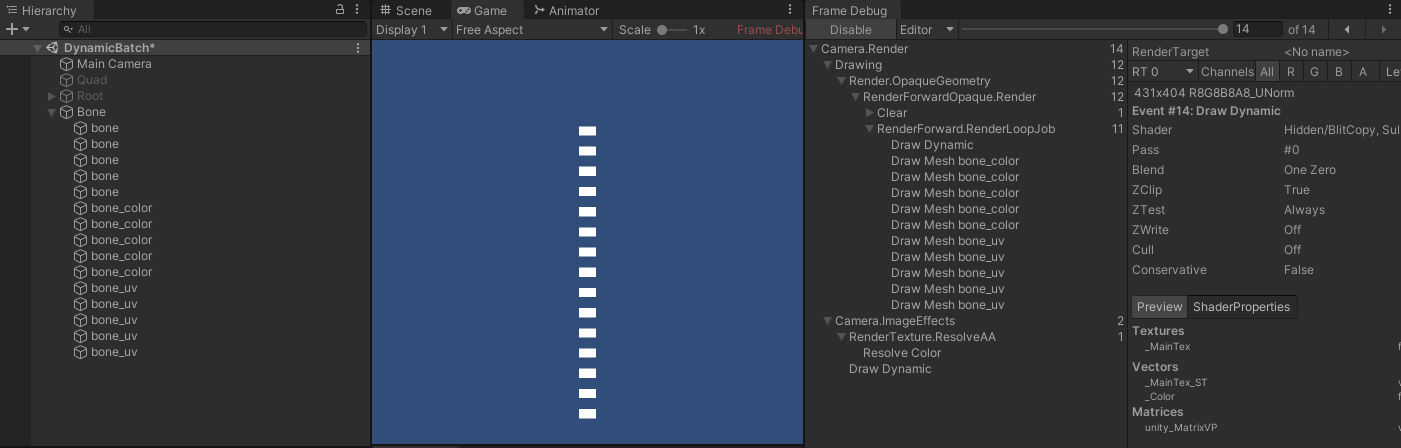 Hierarchy
All
DynamicBatch*
Main Camera
Quad
Root
Bone
bone
bone
bone
bone
bone
bone_color
bone_color
bone_color
bone_color
bone_color
bone_uv
bone_uv
bone_uv
bone_uv
bone_uv
Scene Game Animator
Display 1 Free Aspect Scale 1x Frame Debu
Frame Debug
Disable Editor 14 of 14
Camera.Render 14
Drawing 12
Render.OpaqueGeometry 12
RenderForwardOpaque.Render 12
Clear 1
RenderForward.RenderLoopJob 11
Draw Dynamic
Draw Mesh bone_color
Draw Mesh bone_color
Draw Mesh bone_color
Draw Mesh bone_color
Draw Mesh bone_color
Draw Mesh bone_uv
Draw Mesh bone_uv
Draw Mesh bone_uv
Draw Mesh bone_uv
Draw Mesh bone_uv
Camera.ImageEffects 2
RenderTexture.ResolveAA 1
Resolve Color
Draw Dynamic
RenderTarget <No name>
RT 0 Channels All R G B A Le
431x404 R8G8B8A8_UNorm
Event #14: Draw Dynamic
Shader Hidden/BlitCopy, Sul
Pass #0
Blend One Zero
ZClip True
ZTest Always
ZWrite Off
Cull Off
Conservative False
Preview ShaderProperties
Textures
_MainTex f
Vectors
_MainTex_ST v
_Color f
Matrices
unity_MatrixVP v